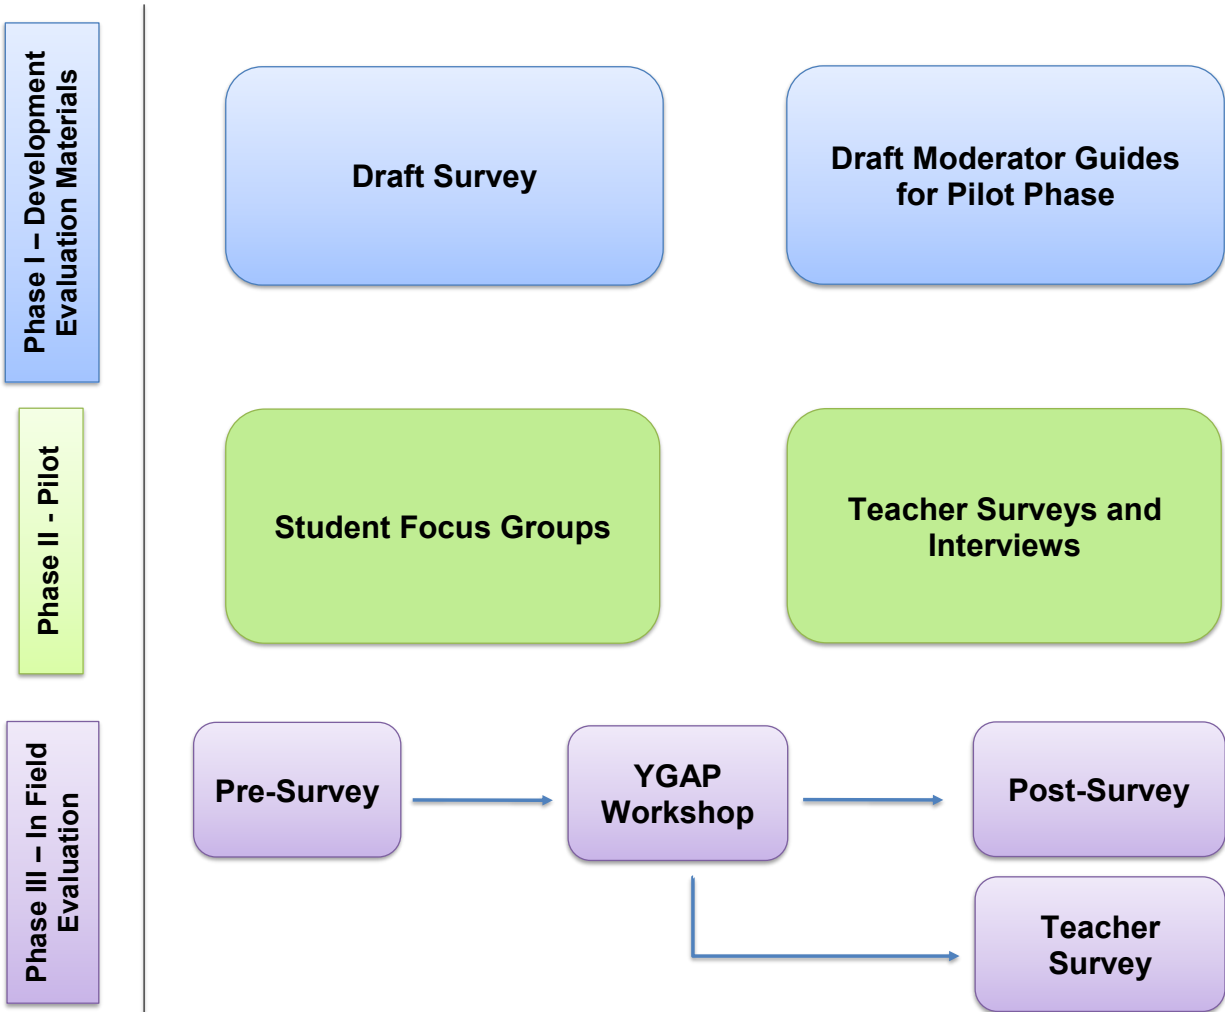 Phase I – Development
Evaluation Materials
Draft Survey
Draft Moderator Guides
for Pilot Phase
Phase II - Pilot
Student Focus Groups
Teacher Surveys and
Interviews
Phase III – In Field
Evaluation
Pre-Survey
YGAP
Workshop
Post-Survey
Teacher
Survey